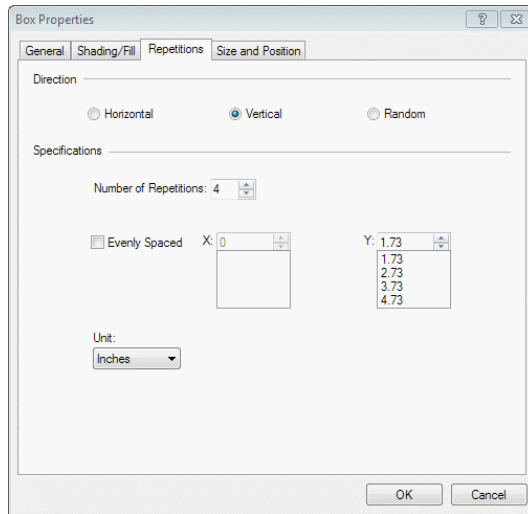 Box Properties
General Shading/Fill Repetitions Size and Position
Direction
Horizontal Vertical Random
Specifications
Number of Repetitions: 4
Evenly Spaced X: 0 Y: 1.73
1.73
2.73
3.73
4.73
Unit:
Inches
OK Cancel